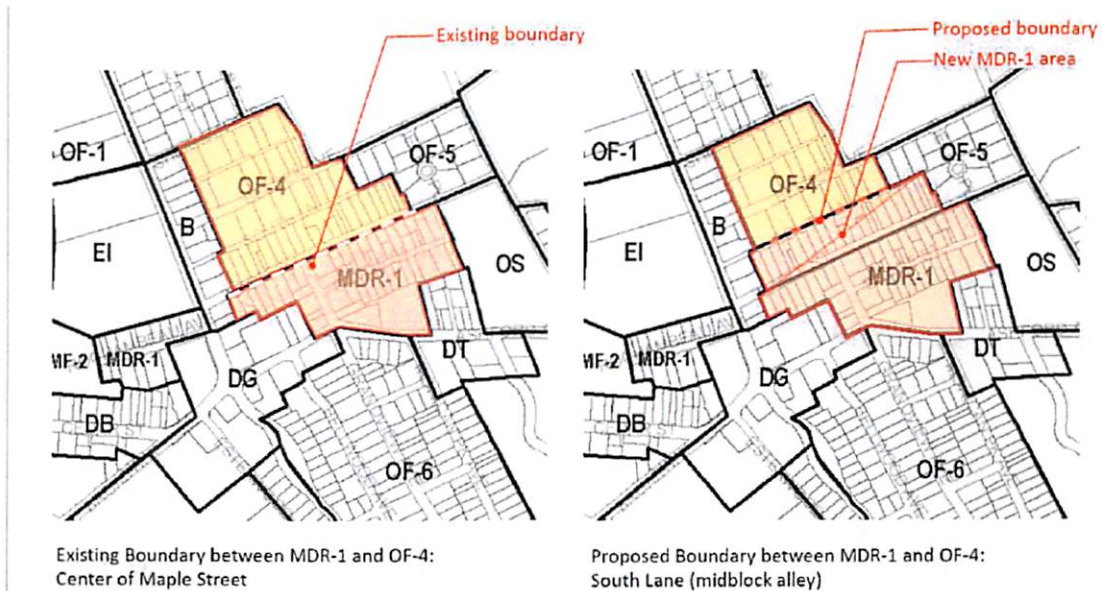 Existing boundary
OF-1
OF-4
OF-5
B
EI
MDR-1
OS
MF-2
MDR-1
DT
DG
DB
OF-6
Existing Boundary between MDR-1 and OF-4:
Center of Maple Street
Proposed boundary
New MDR-1 area
OF-1
OF-4
OF-5
B
EI
MDR-1
OS
MF-2
MDR-1
DT
DG
DB
OF-6
Proposed Boundary between MDR-1 and OF-4:
South Lane (midblock alley)